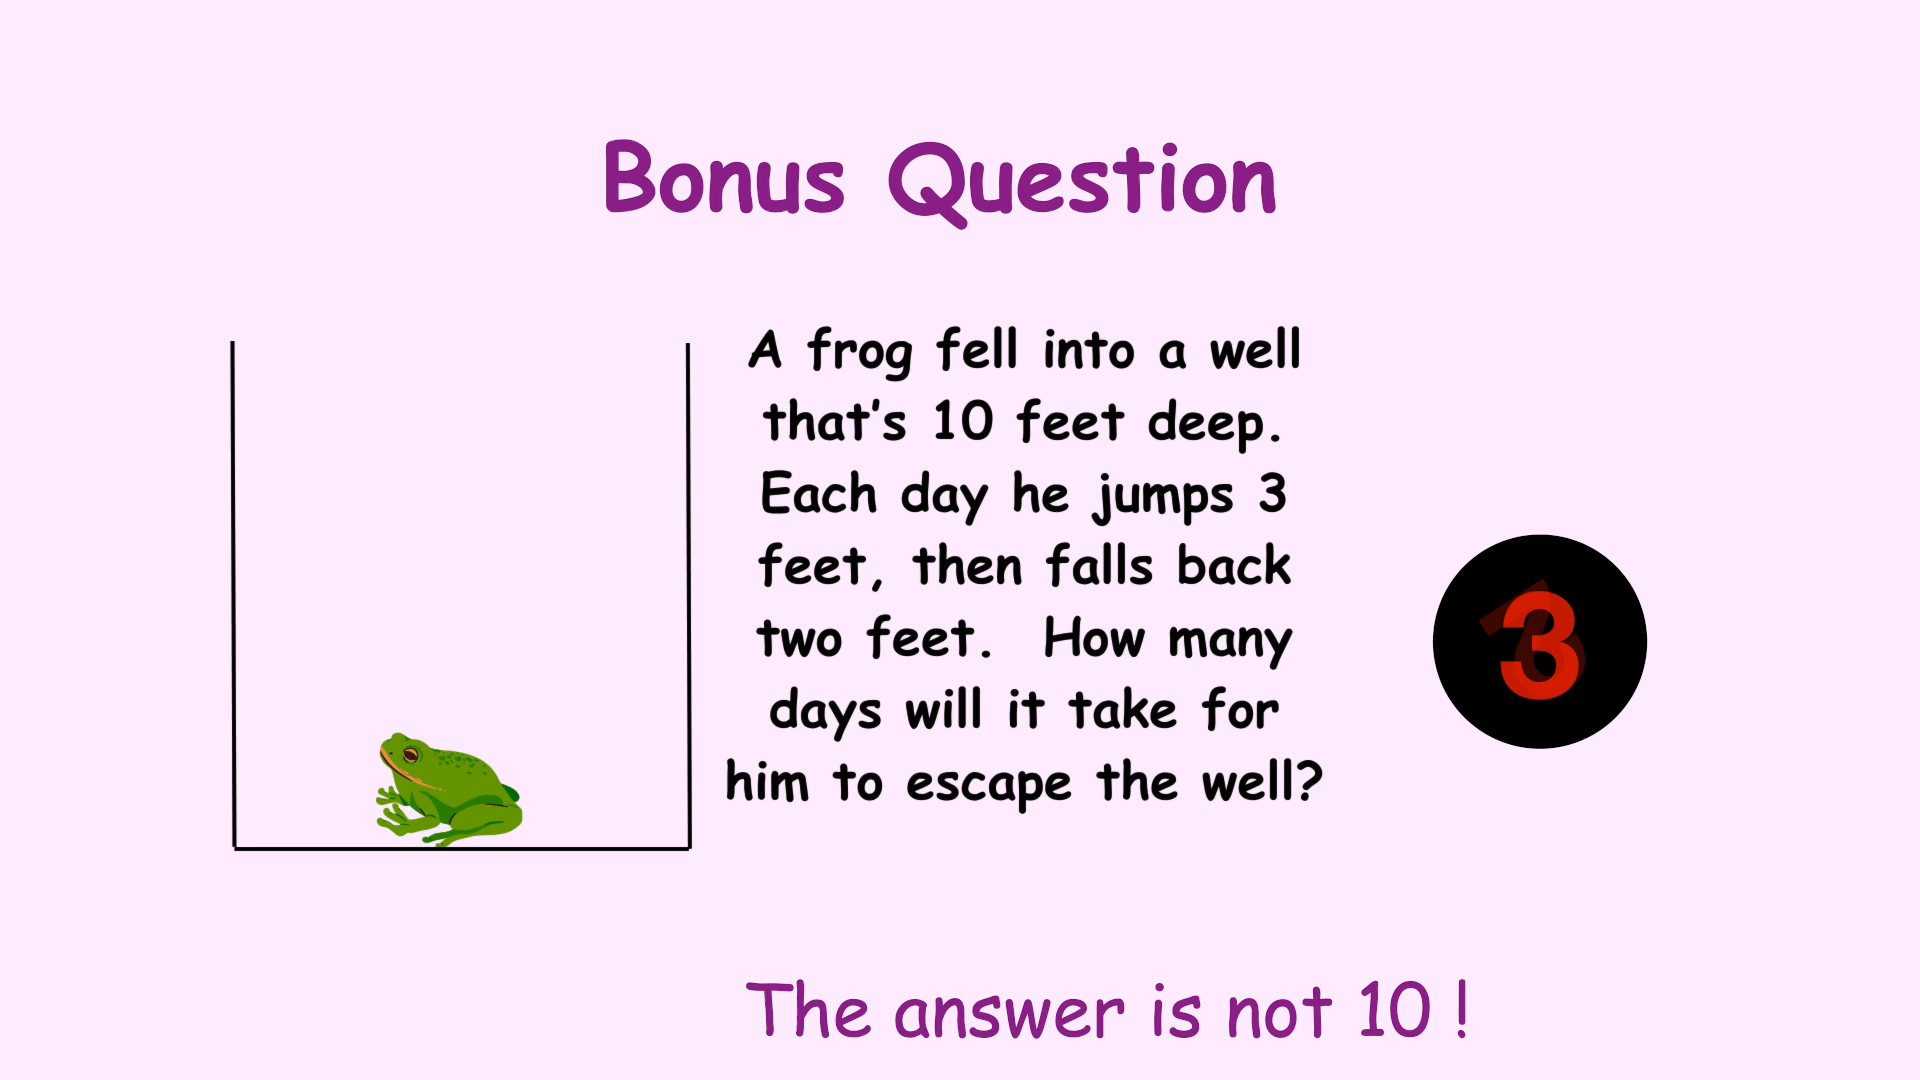 Bonus Question
A frog fell into a well
that's 10 feet deep.
Each day he jumps 3
feet, then falls back
two feet.  How many
days will it take for
him to escape the well?
3
The answer is not 10 !